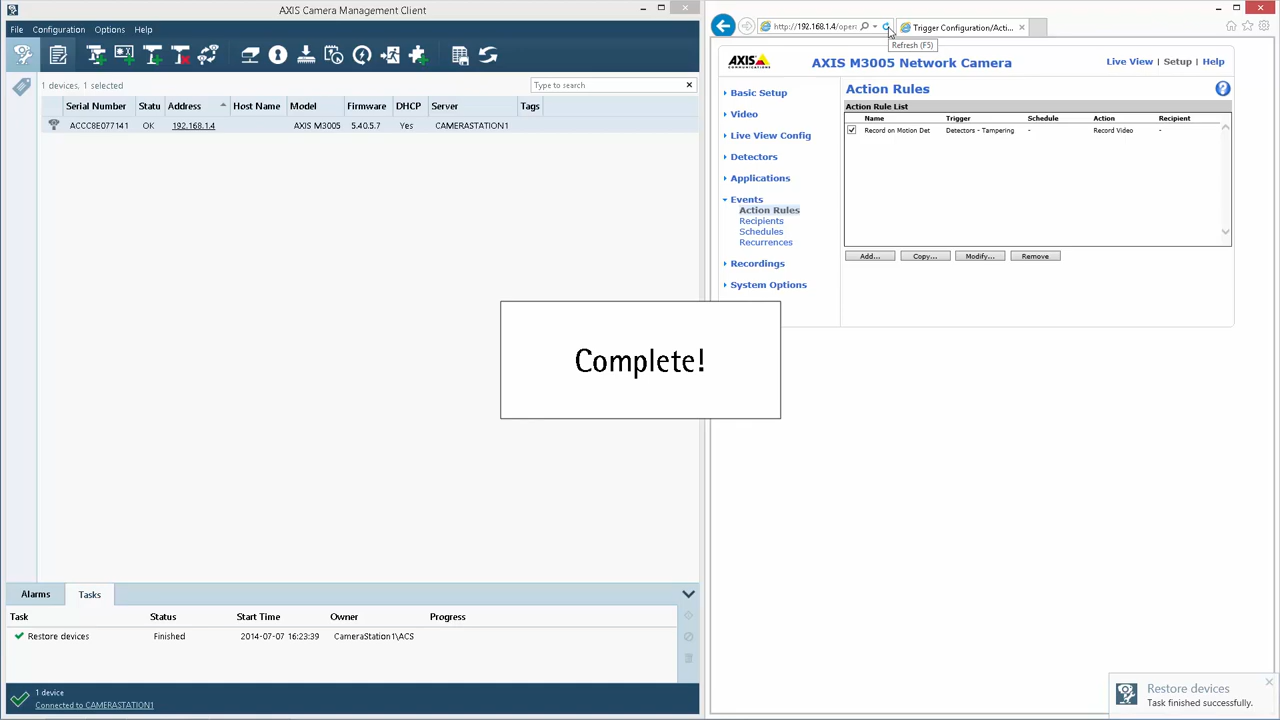 AXIS Camera Management Client
File Configuration Options Help
1 devices, 1 selected
Type to search
Serial Number Statu Address Host Name Model Firmware DHCP Server Tags
ACCC8E077141 OK 192.168.1.4 AXIS M3005 5.40.5.7 Yes CAMERASTATION1
Alarms Tasks
Task Status Start Time Owner Progress
Restore devices Finished 2014-07-07 16:23:39 CameraStation1\ACS
1 device
Connected to CAMERASTATION1
http://192.168.1.4/oper
Trigger Configuration/Acti...
Refresh (F5)
AXIS
COMMUNICATIONS
AXIS M3005 Network Camera
Live View | Setup | Help
Basic Setup
Video
Live View Config
Detectors
Applications
Events
Action Rules
Recipients
Schedules
Recurrences
Recordings
System Options
Action Rules
Action Rule List
Name Trigger Schedule Action Recipient
Record on Motion Det Detectors - Tampering - Record Video -
Add... Copy... Modify... Remove
Complete!
Restore devices
Task finished successfully.